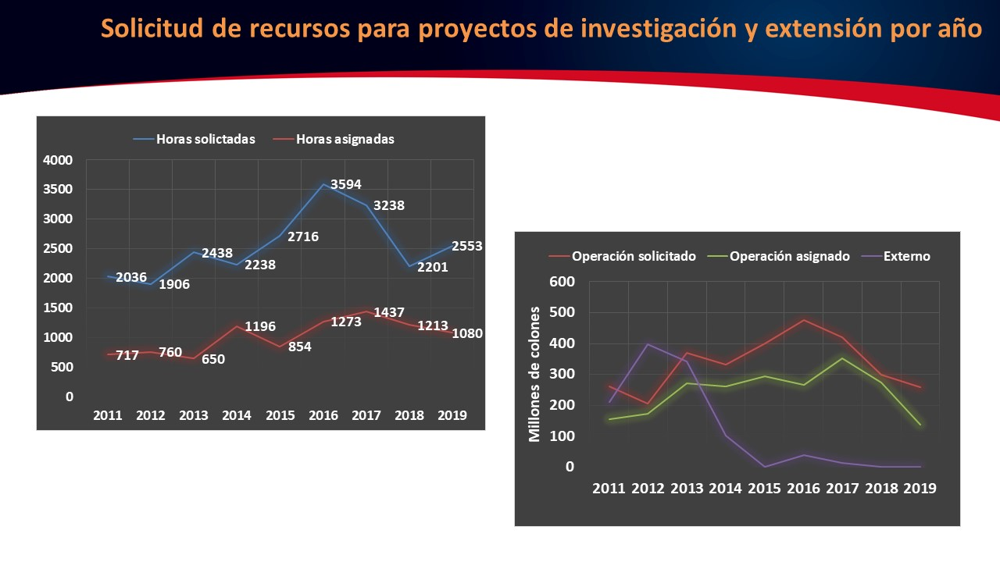 Solicitud de recursos para proyectos de investigación y extensión por año
Horas solictadas Horas asignadas
4000
3500
3000
2500
2000
1500
1000
500
0
2036 1906 2438 2238 2716 3594 3238 2201 2553
717 760 650 1196 854 1273 1437 1213 1080
2011 2012 2013 2014 2015 2016 2017 2018 2019
Operación solicitado Operación asignado Externo
Millones de colones
600
500
400
300
200
100
0
2011 2012 2013 2014 2015 2016 2017 2018 2019